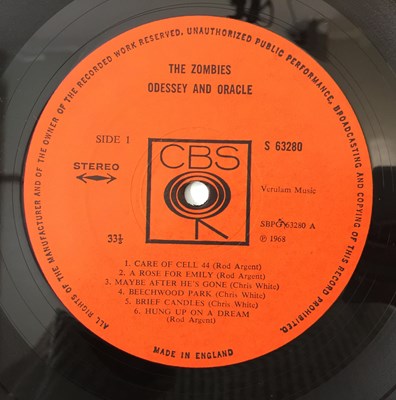 ALL RIGHTS OF THE MANUFACTURER AND OF THE OWNER OF THE RECORDED WORK RESERVED. UNAUTHORIZED PUBLIC PERFORMANCE, BROADCASTING AND COPYING OF THIS RECORD PROHIBITED.
THE ZOMBIES
ODESSEY AND ORACLE
SIDE 1
S 63280
STEREO
CBS
Verulam Music
SBPG 63280 A
33⅓
℗ 1968
1. CARE OF CELL 44 (Rod Argent)
2. A ROSE FOR EMILY (Rod Argent)
3. MAYBE AFTER HE'S GONE (Chris White)
4. BEECHWOOD PARK (Chris White)
5. BRIEF CANDLES (Chris White)
6. HUNG UP ON A DREAM
(Rod Argent)
MADE IN ENGLAND